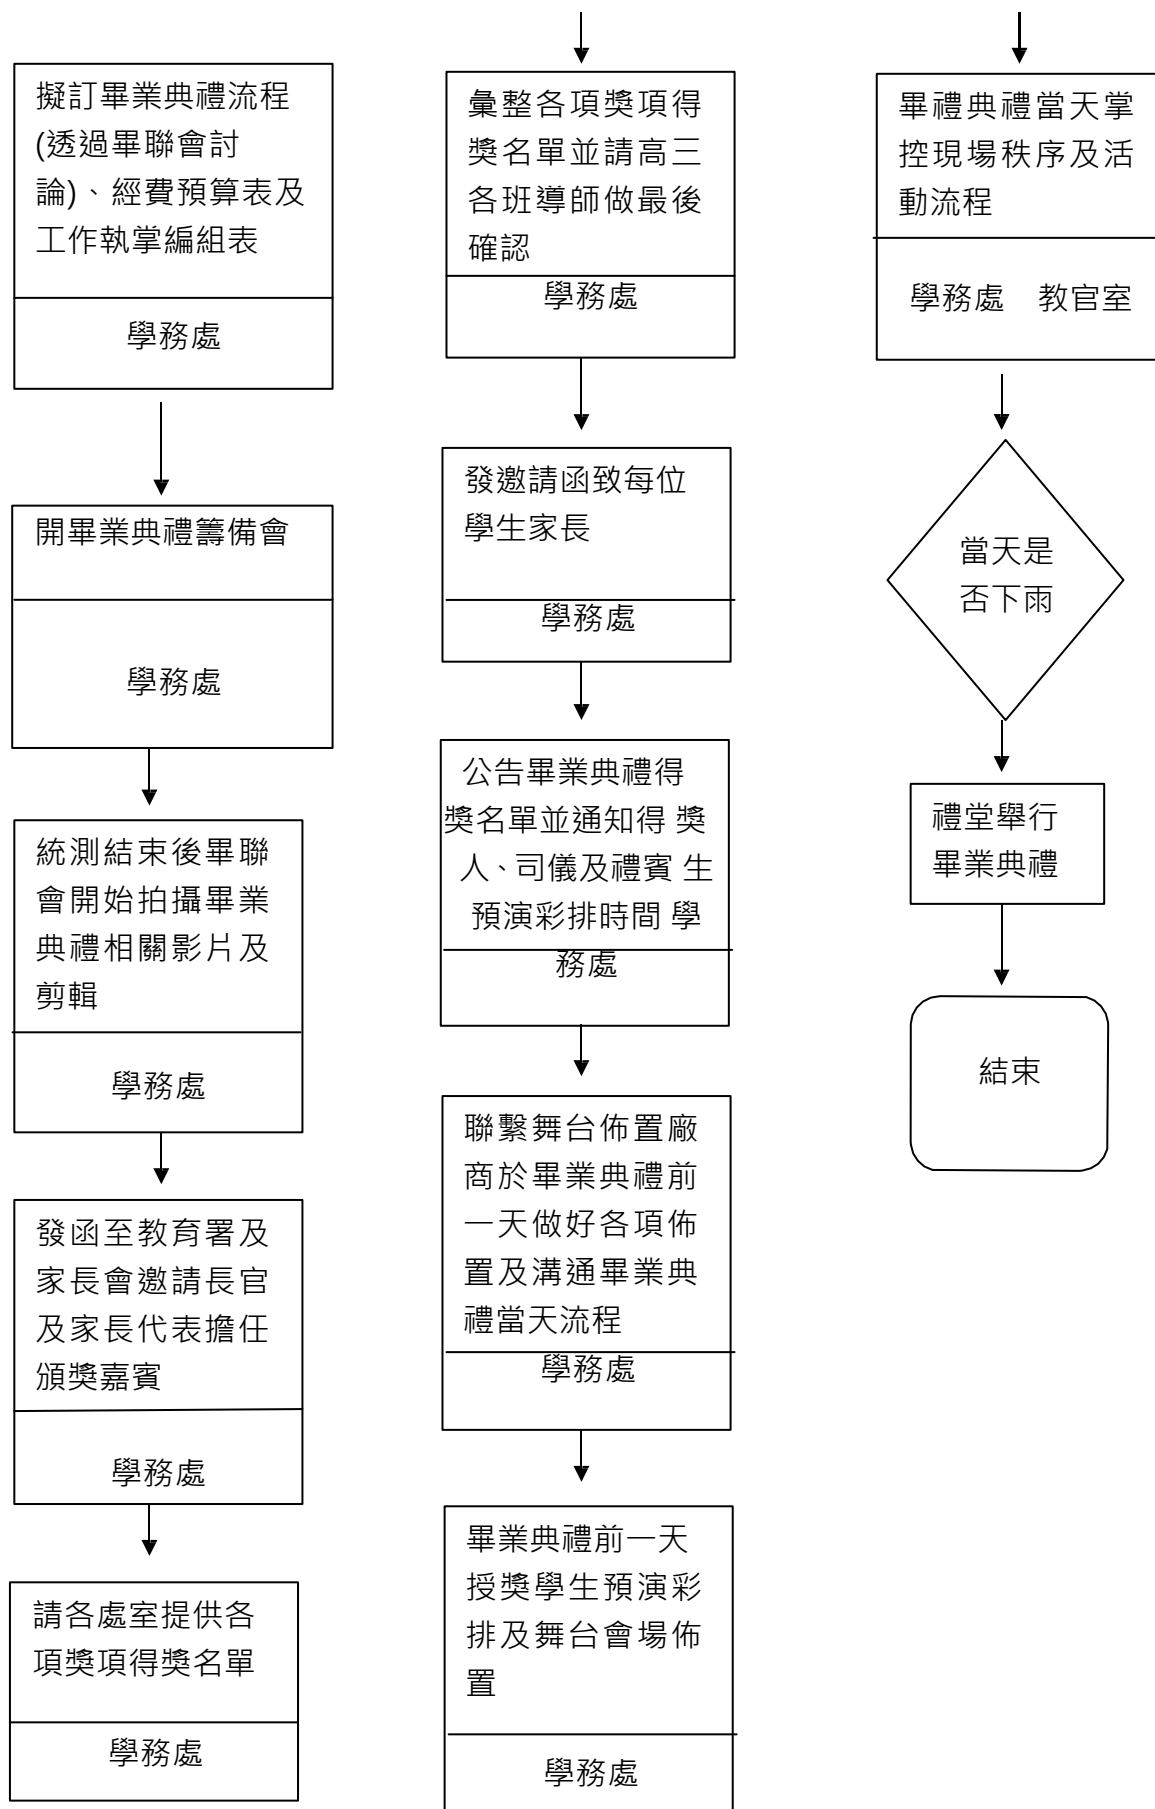 擬訂畢業典禮流程
(透過畢聯會討
論)、經費預算表及
工作執掌編組表
學務處
開畢業典禮籌備會
學務處
統測結束後畢聯
會開始拍攝畢業
典禮相關影片及
剪輯
學務處
發函至教育署及
家長會邀請長官
及家長代表擔任
頒獎嘉賓
學務處
請各處室提供各
項獎項得獎名單
學務處
彙整各項獎項得
獎名單並請高三
各班導師做最後
確認
學務處
發邀請函致每位
學生家長
學務處
公告畢業典禮得
獎名單並通知得 獎
人、司儀及禮賓 生
預演彩排時間 學
務處
聯繫舞台佈置廠
商於畢業典禮前
一天做好各項佈
置及溝通畢業典
禮當天流程
學務處
畢業典禮前一天
授獎學生預演彩
排及舞台會場佈
置
學務處
畢禮典禮當天掌
控現場秩序及活
動流程
學務處 教官室
當天是
否下雨
禮堂舉行
畢業典禮
結束